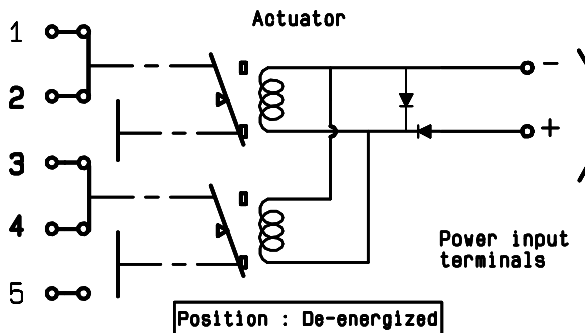 Actuator
1
2
3
4
5
-
+
Power input
terminals
Position : De-energized